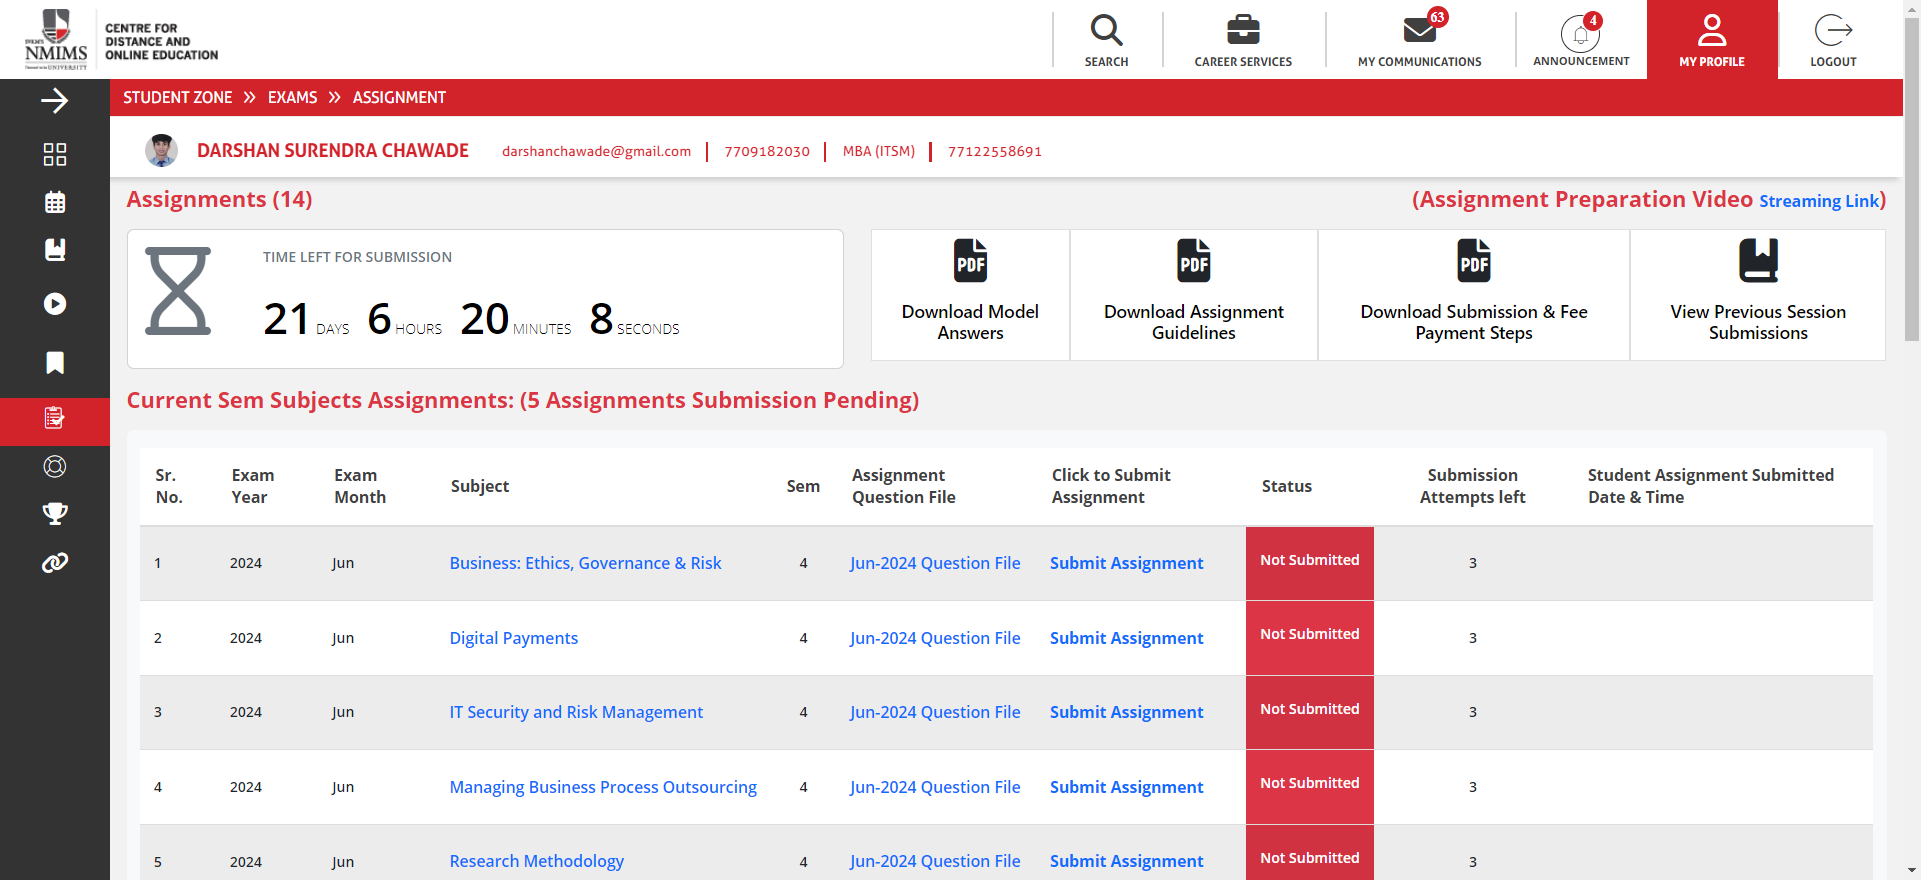 SVKM'S
NMIMS
Deemed to be UNIVERSITY
CENTRE FOR
DISTANCE AND
ONLINE EDUCATION
SEARCH
CAREER SERVICES
63
MY COMMUNICATIONS
4
ANNOUNCEMENT
MY PROFILE
LOGOUT
STUDENT ZONE » EXAMS » ASSIGNMENT
DARSHAN SURENDRA CHAWADE darshanchawade@gmail.com | 7709182030 | MBA (ITSM) | 77122558691
Assignments (14)
(Assignment Preparation Video Streaming Link)
TIME LEFT FOR SUBMISSION
21 DAYS 6 HOURS 20 MINUTES 8 SECONDS
PDF
Download Model
Answers
PDF
Download Assignment
Guidelines
PDF
Download Submission & Fee
Payment Steps
View Previous Session
Submissions
Current Sem Subjects Assignments: (5 Assignments Submission Pending)
Sr. No. Exam Year Exam Month Subject Sem Assignment Question File Click to Submit Assignment Status Submission Attempts left Student Assignment Submitted Date & Time
1 2024 Jun Business: Ethics, Governance & Risk 4 Jun-2024 Question File Submit Assignment Not Submitted 3
2 2024 Jun Digital Payments 4 Jun-2024 Question File Submit Assignment Not Submitted 3
3 2024 Jun IT Security and Risk Management 4 Jun-2024 Question File Submit Assignment Not Submitted 3
4 2024 Jun Managing Business Process Outsourcing 4 Jun-2024 Question File Submit Assignment Not Submitted 3
5 2024 Jun Research Methodology 4 Jun-2024 Question File Submit Assignment Not Submitted 3